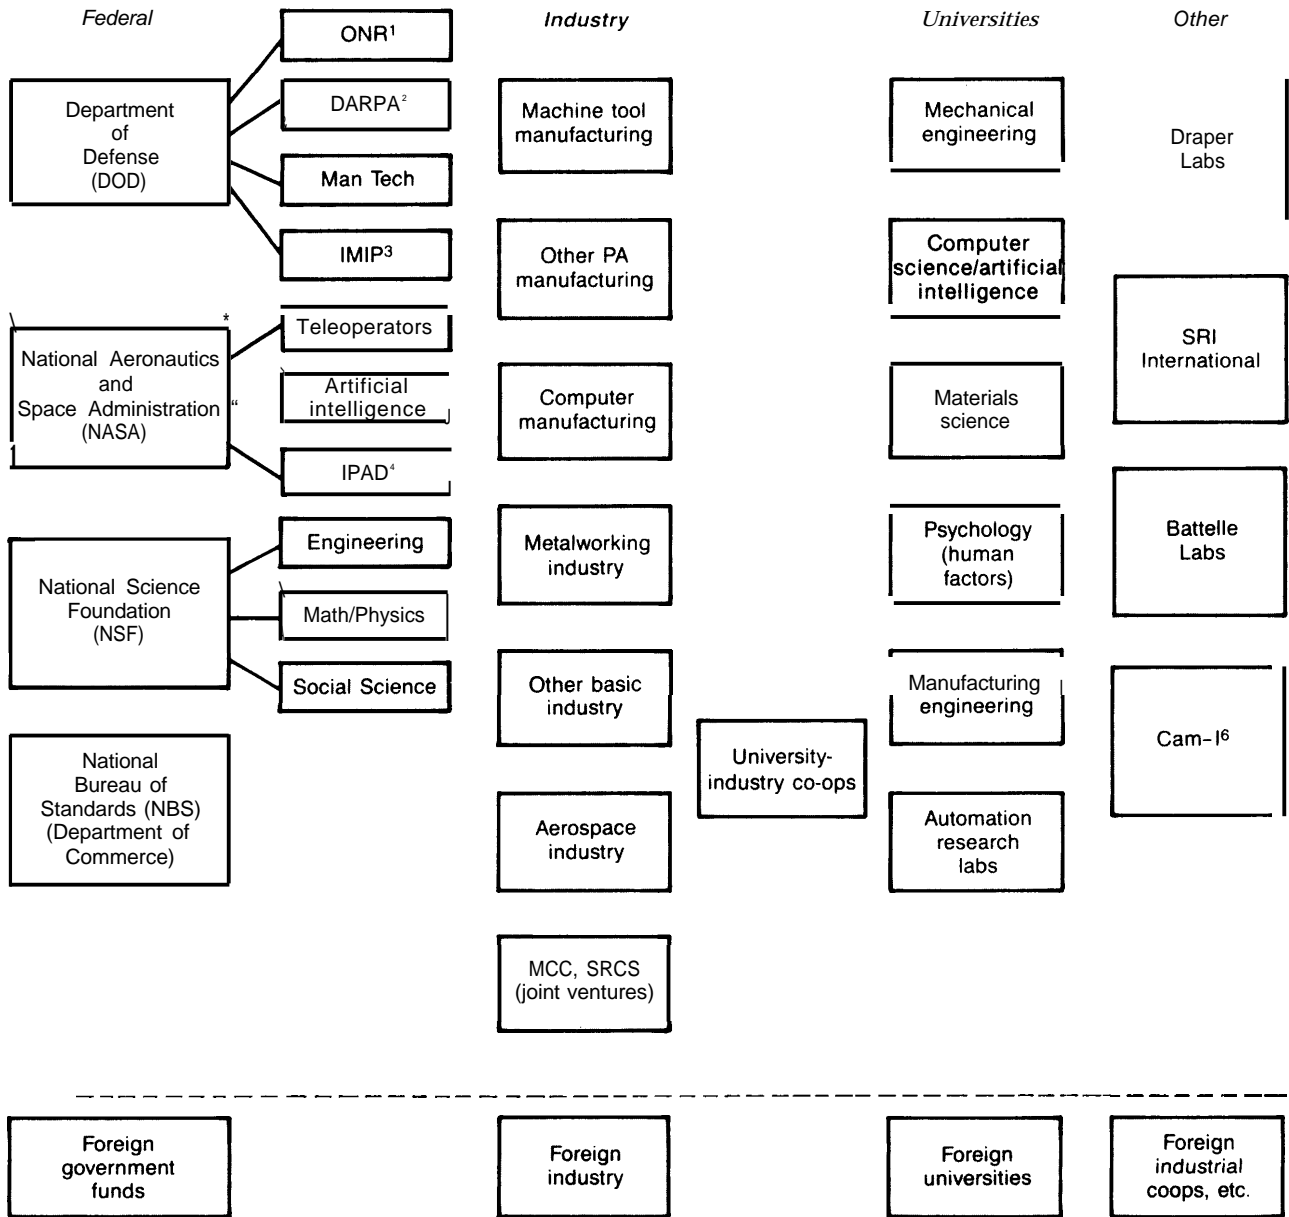 Federal
Industry
Universities
Other
ONR¹
DARPA²
Man Tech
IMIP³
Department
of
Defense
(DOD)
Teleoperators
Artificial
intelligence
IPAD⁴
National Aeronautics
and
Space Administration
(NASA)
Engineering
Math/Physics
Social Science
National Science
Foundation
(NSF)
National
Bureau of
Standards (NBS)
(Department of
Commerce)
Machine tool
manufacturing
Other PA
manufacturing
Computer
manufacturing
Metalworking
industry
Other basic
industry
Aerospace
industry
MCC, SRCS
(joint ventures)
University-
industry co-ops
Mechanical
engineering
Computer
science/artificial
intelligence
Materials
science
Psychology
(human
factors)
Manufacturing
engineering
Automation
research
labs
Draper
Labs
SRI
International
Battelle
Labs
Cam-I⁶
Foreign
government
funds
Foreign
industry
Foreign
universities
Foreign
industrial
coops, etc.